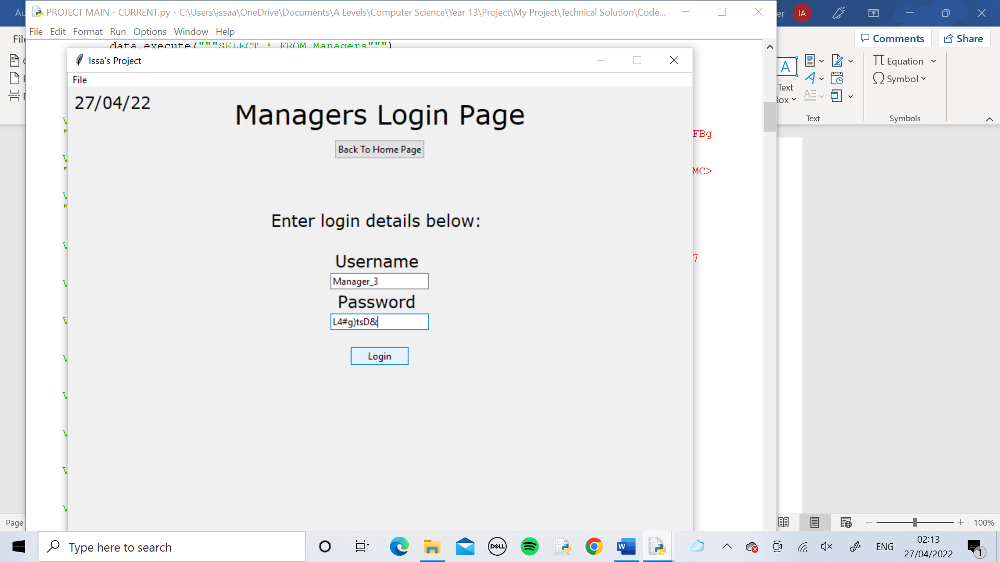 PROJECT MAIN - CURRENT.py - C:\Users\issaa\OneDrive\Documents\A Levels\Computer Science\Year 13\Project\My Project\Technical Solution\Code...
IA
File Edit Format Run Options Window Help
Comments
Share
data.execute("""SELECT * FROM Managers""")
Issa's Project
File
27/04/22
Managers Login Page
Back To Home Page
Enter login details below:
Username
Manager_3
Password
L4#g)tsD&
Login
FBg
MC>
7
A
Text
Equation
Symbol
Text
Symbols
Page
100%
Type here to search
DELL
W
ENG
02:13
27/04/2022
1